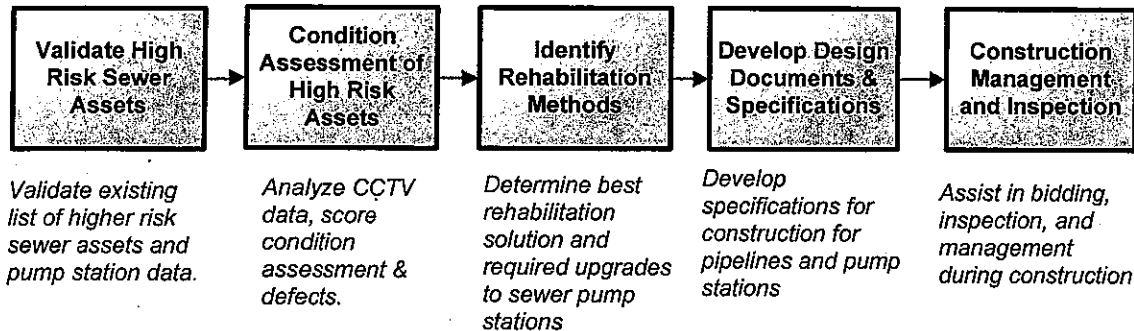 Validate High
Risk Sewer
Assets
Condition
Assessment of
High Risk
Assets
Identify
Rehabilitation
Methods
Develop Design
Documents &
Specifications
Construction
Management
and Inspection
Validate existing
list of higher risk
sewer assets and
pump station data.
Analyze CCTV
data, score
condition
assessment &
defects.
Determine best
rehabilitation
solution and
required upgrades
to sewer pump
stations
Develop
specifications for
construction for
pipelines and pump
stations
Assist in bidding,
inspection, and
management
during construction